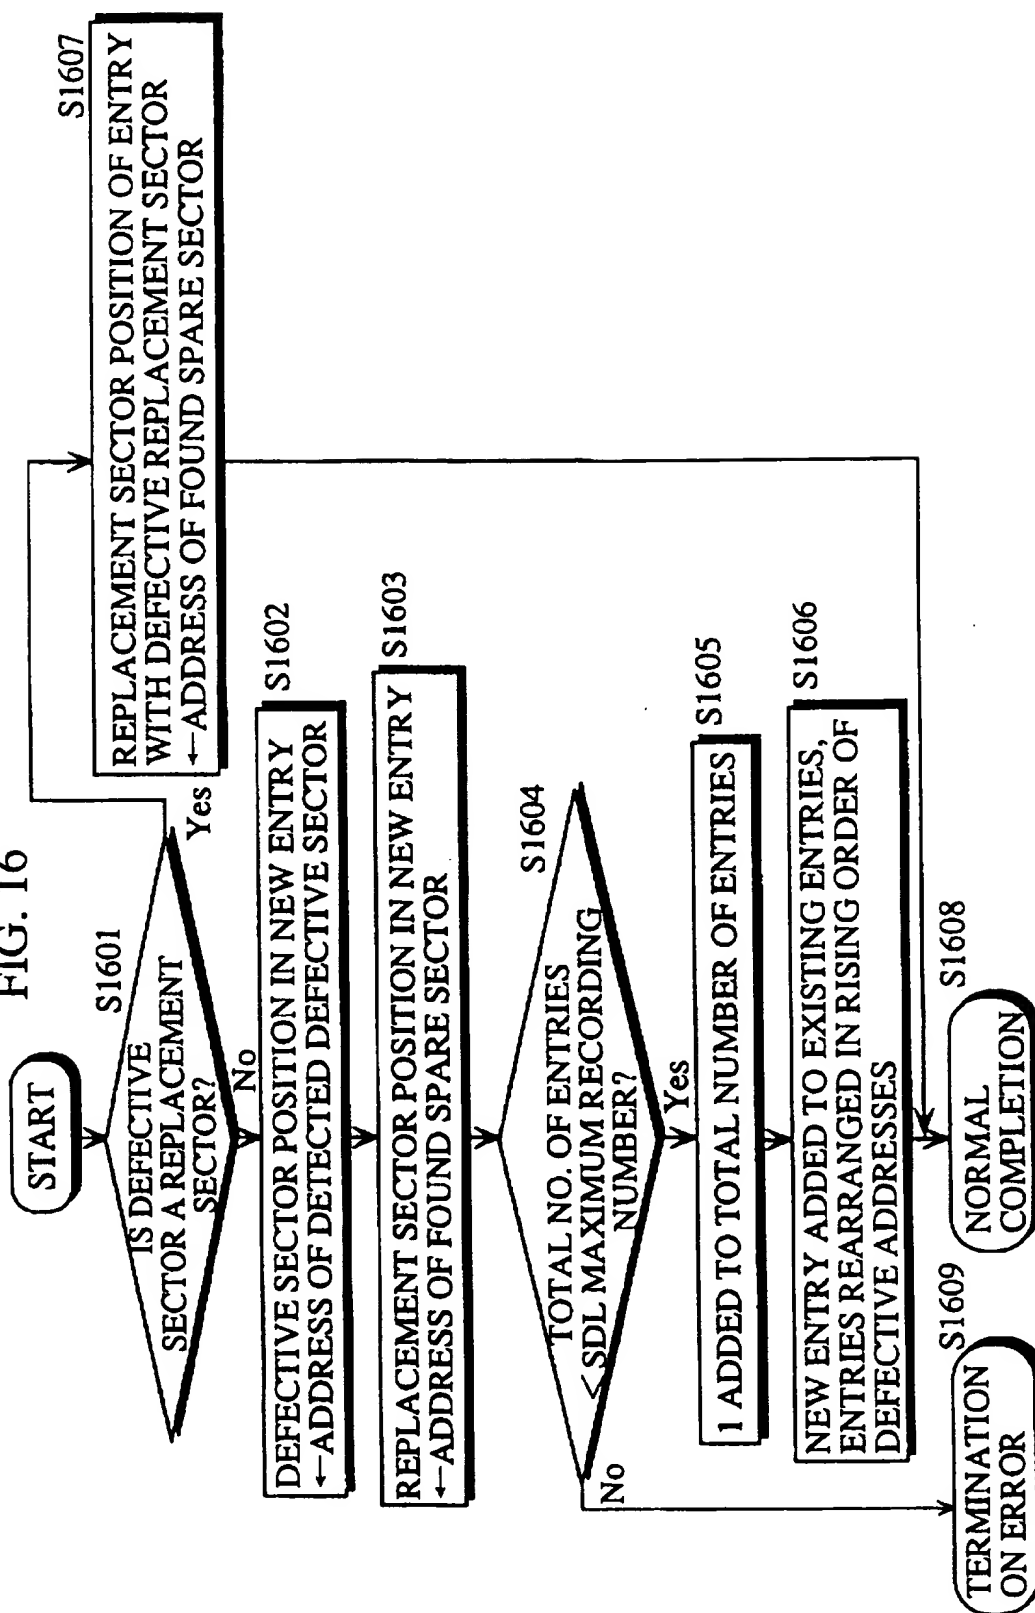 FIG. 16
START
S1601
IS DEFECTIVE
SECTOR A REPLACEMENT
SECTOR?
Yes
No
S1607
REPLACEMENT SECTOR POSITION OF ENTRY
WITH DEFECTIVE REPLACEMENT SECTOR
←ADDRESS OF FOUND SPARE SECTOR
S1602
DEFECTIVE SECTOR POSITION IN NEW ENTRY
←ADDRESS OF DETECTED DEFECTIVE SECTOR
S1603
REPLACEMENT SECTOR POSITION IN NEW ENTRY
←ADDRESS OF FOUND SPARE SECTOR
S1604
TOTAL NO. OF ENTRIES
<SDL MAXIMUM RECORDING
NUMBER?
No
Yes
S1605
1 ADDED TO TOTAL NUMBER OF ENTRIES
S1606
NEW ENTRY ADDED TO EXISTING ENTRIES,
ENTRIES REARRANGED IN RISING ORDER OF
DEFECTIVE ADDRESSES
S1609
TERMINATION
ON ERROR
S1608
NORMAL
COMPLETION